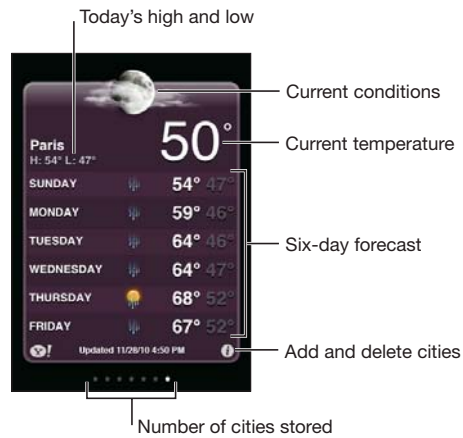 Today's high and low
Current conditions
50°
Current temperature
Paris
H: 54° L: 47°
SUNDAY 54° 47°
MONDAY 59° 46°
TUESDAY 64° 46°
Six-day forecast
WEDNESDAY 64° 47°
THURSDAY 68° 52°
FRIDAY 67° 52°
Y! Updated 11/28/10 4:50 PM i
Add and delete cities
Number of cities stored